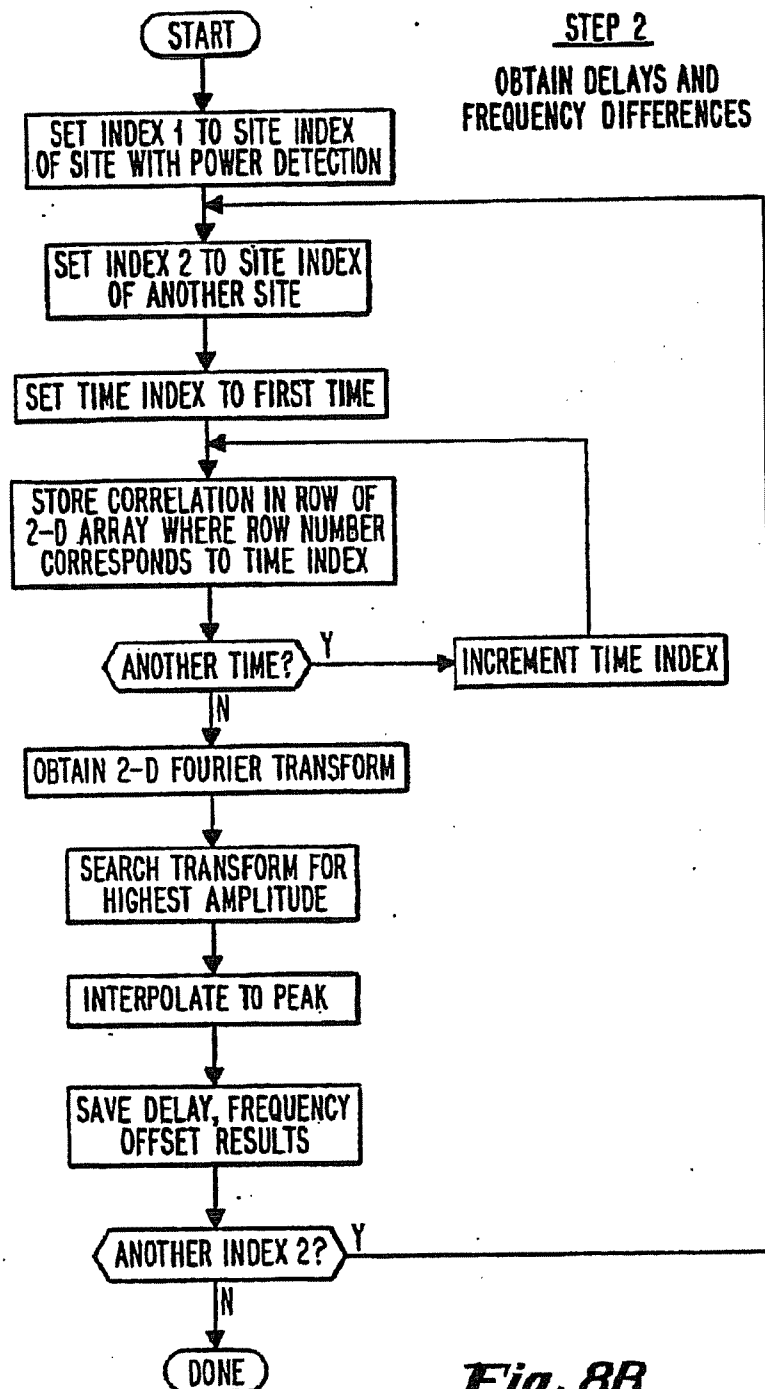 START
STEP 2
OBTAIN DELAYS AND
FREQUENCY DIFFERENCES
SET INDEX 1 TO SITE INDEX
OF SITE WITH POWER DETECTION
SET INDEX 2 TO SITE INDEX
OF ANOTHER SITE
SET TIME INDEX TO FIRST TIME
STORE CORRELATION IN ROW OF
2-D ARRAY WHERE ROW NUMBER
CORRESPONDS TO TIME INDEX
ANOTHER TIME?
Y
INCREMENT TIME INDEX
N
OBTAIN 2-D FOURIER TRANSFORM
SEARCH TRANSFORM FOR
HIGHEST AMPLITUDE
INTERPOLATE TO PEAK
SAVE DELAY, FREQUENCY
OFFSET RESULTS
ANOTHER INDEX 2?
Y
N
DONE
Fig. 8B